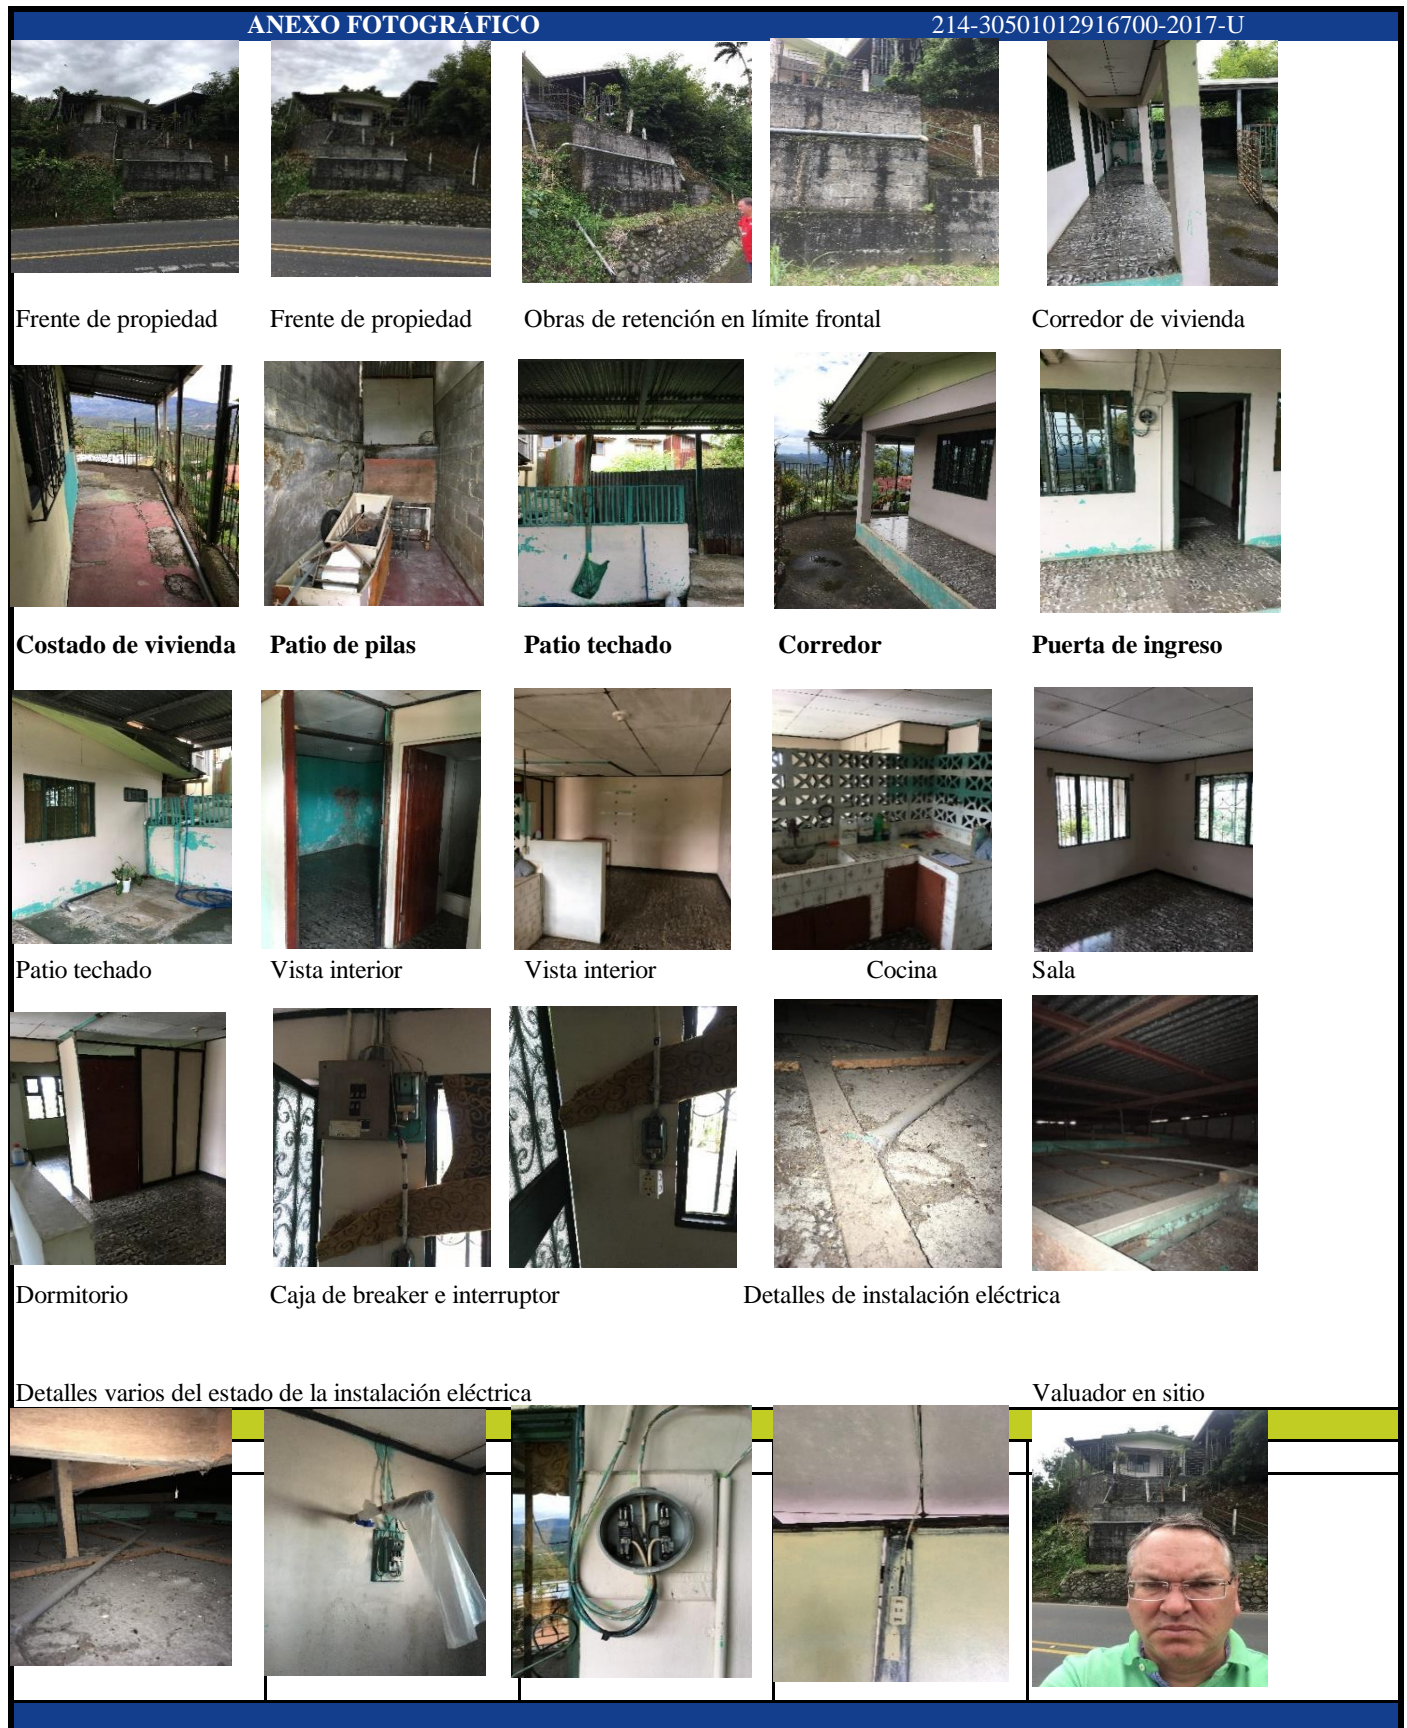 ANEXO FOTOGRÁFICO 214-30501012916700-2017-U
Frente de propiedad Frente de propiedad Obras de retención en límite frontal Corredor de vivienda
Costado de vivienda Patio de pilas Patio techado Corredor Puerta de ingreso
Patio techado Vista interior Vista interior Cocina Sala
Dormitorio Caja de breaker e interruptor Detalles de instalación eléctrica
Detalles varios del estado de la instalación eléctrica Valuador en sitio